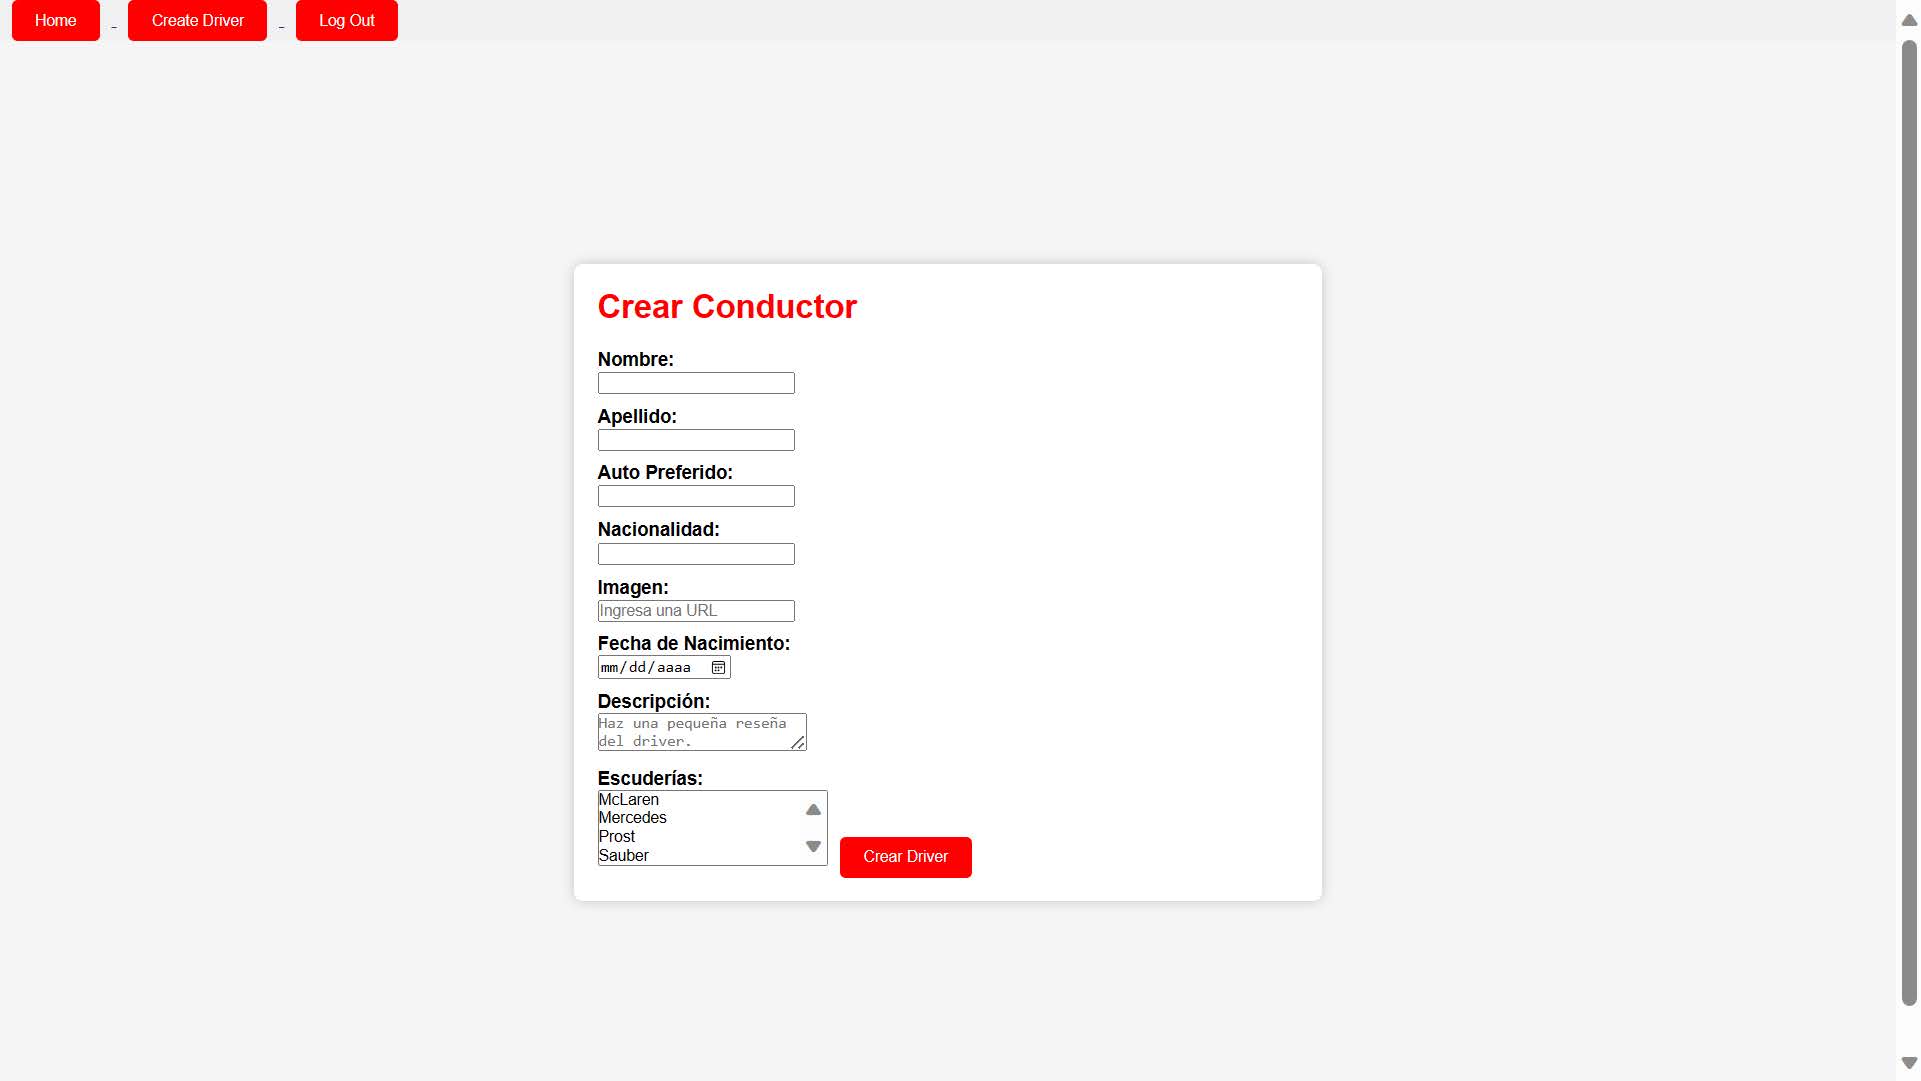 Home - Create Driver - Log Out
Crear Conductor
Nombre:
Apellido:
Auto Preferido:
Nacionalidad:
Imagen:
Ingresa una URL
Fecha de Nacimiento:
mm/dd/aaaa
Descripción:
Haz una pequeña reseña
del driver.
Escuderías:
McLaren
Mercedes
Prost
Sauber
Crear Driver